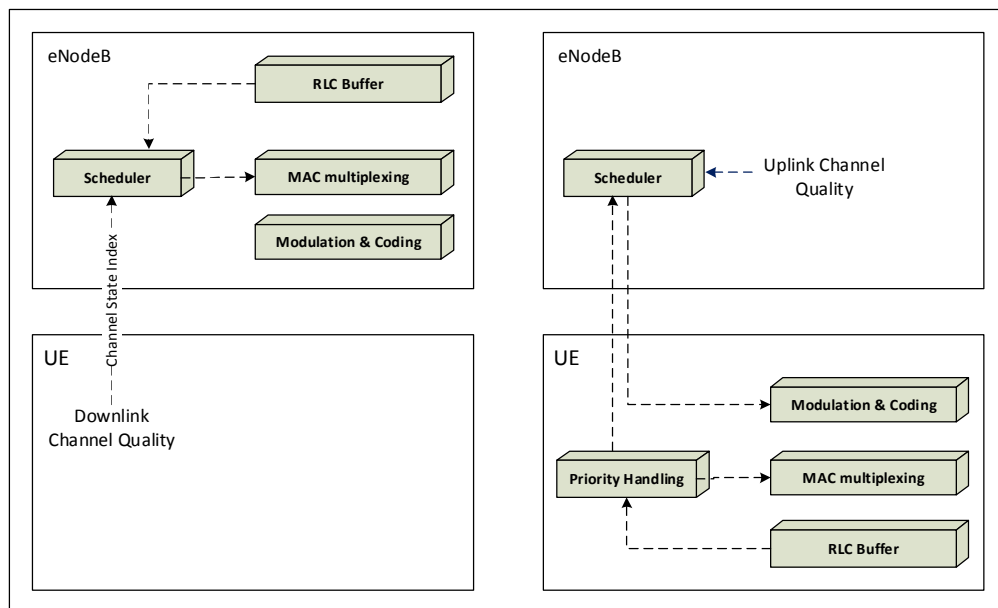 eNodeB
RLC Buffer
Scheduler
MAC multiplexing
Modulation & Coding
Channel State Index
UE
Downlink
Channel Quality
eNodeB
Scheduler
Uplink Channel
Quality
UE
Modulation & Coding
Priority Handling
MAC multiplexing
RLC Buffer